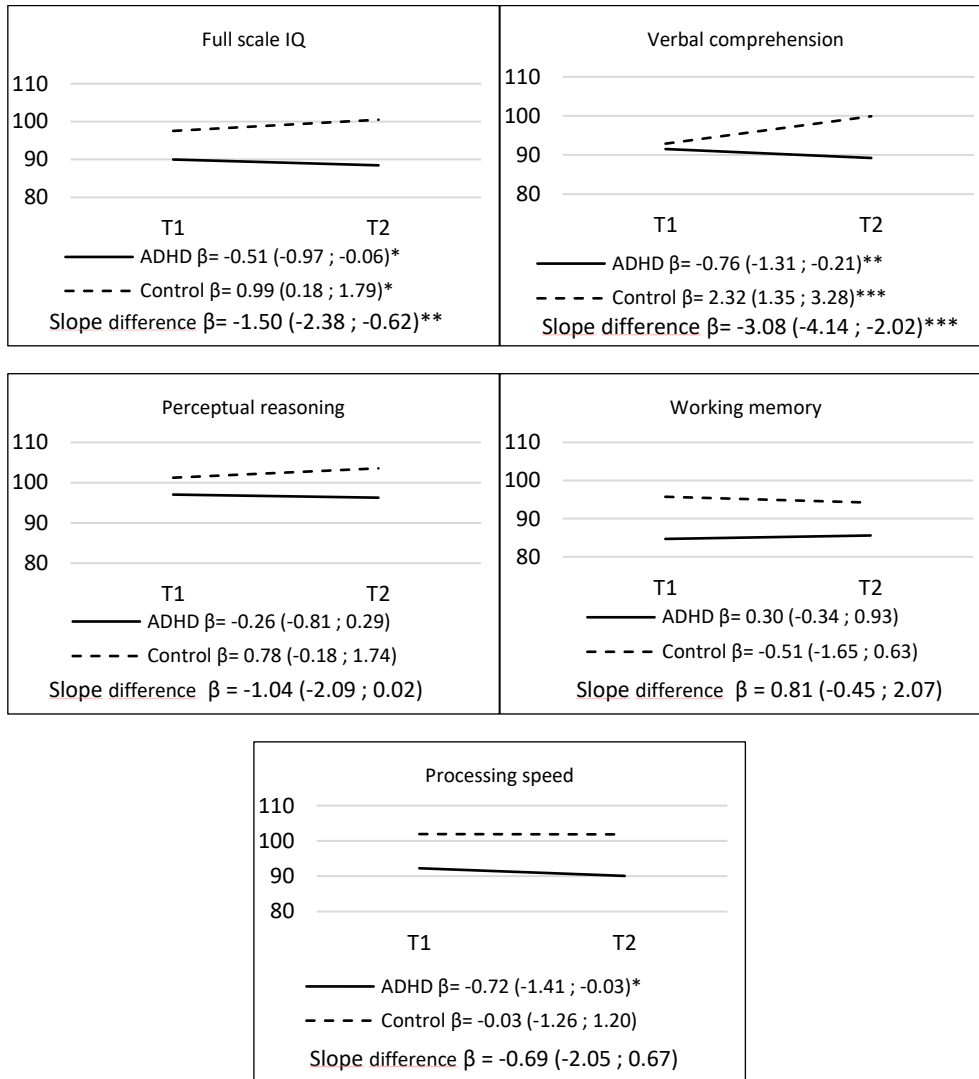 Full scale IQ
110
100
90
80
T1 T2
ADHD β= -0.51 (-0.97 ; -0.06)*
Control β= 0.99 (0.18 ; 1.79)*
Slope difference β= -1.50 (-2.38 ; -0.62)**
Verbal comprehension
110
100
90
80
T1 T2
ADHD β= -0.76 (-1.31 ; -0.21)**
Control β= 2.32 (1.35 ; 3.28)***
Slope difference β= -3.08 (-4.14 ; -2.02)***
Perceptual reasoning
110
100
90
80
T1 T2
ADHD β= -0.26 (-0.81 ; 0.29)
Control β= 0.78 (-0.18 ; 1.74)
Slope difference β = -1.04 (-2.09 ; 0.02)
Working memory
110
100
90
80
T1 T2
ADHD β= 0.30 (-0.34 ; 0.93)
Control β= -0.51 (-1.65 ; 0.63)
Slope difference β = 0.81 (-0.45 ; 2.07)
Processing speed
110
100
90
80
T1 T2
ADHD β= -0.72 (-1.41 ; -0.03)*
Control β= -0.03 (-1.26 ; 1.20)
Slope difference β = -0.69 (-2.05 ; 0.67)